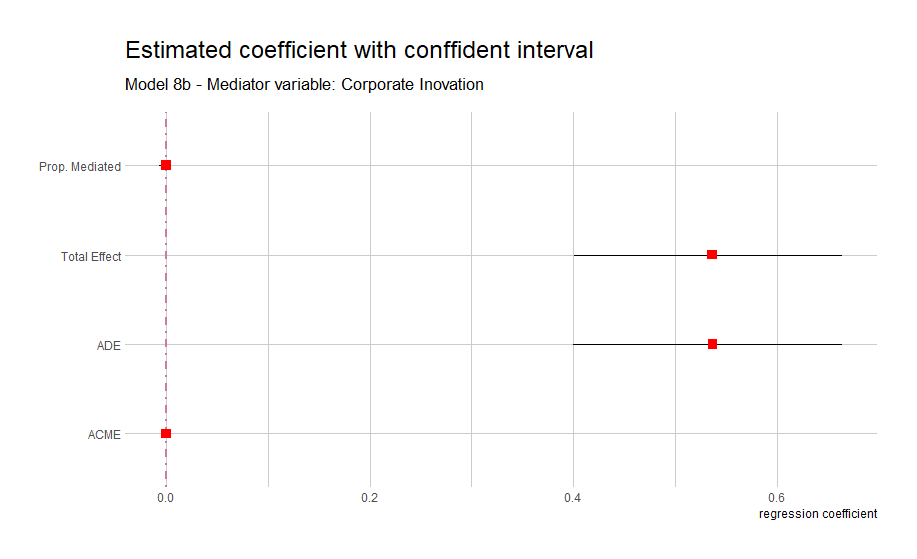 Estimated coefficient with conffident interval
Model 8b - Mediator variable: Corporate Inovation
Prop. Mediated
Total Effect
ADE
ACME
0.0 0.2 0.4 0.6
regression coefficient